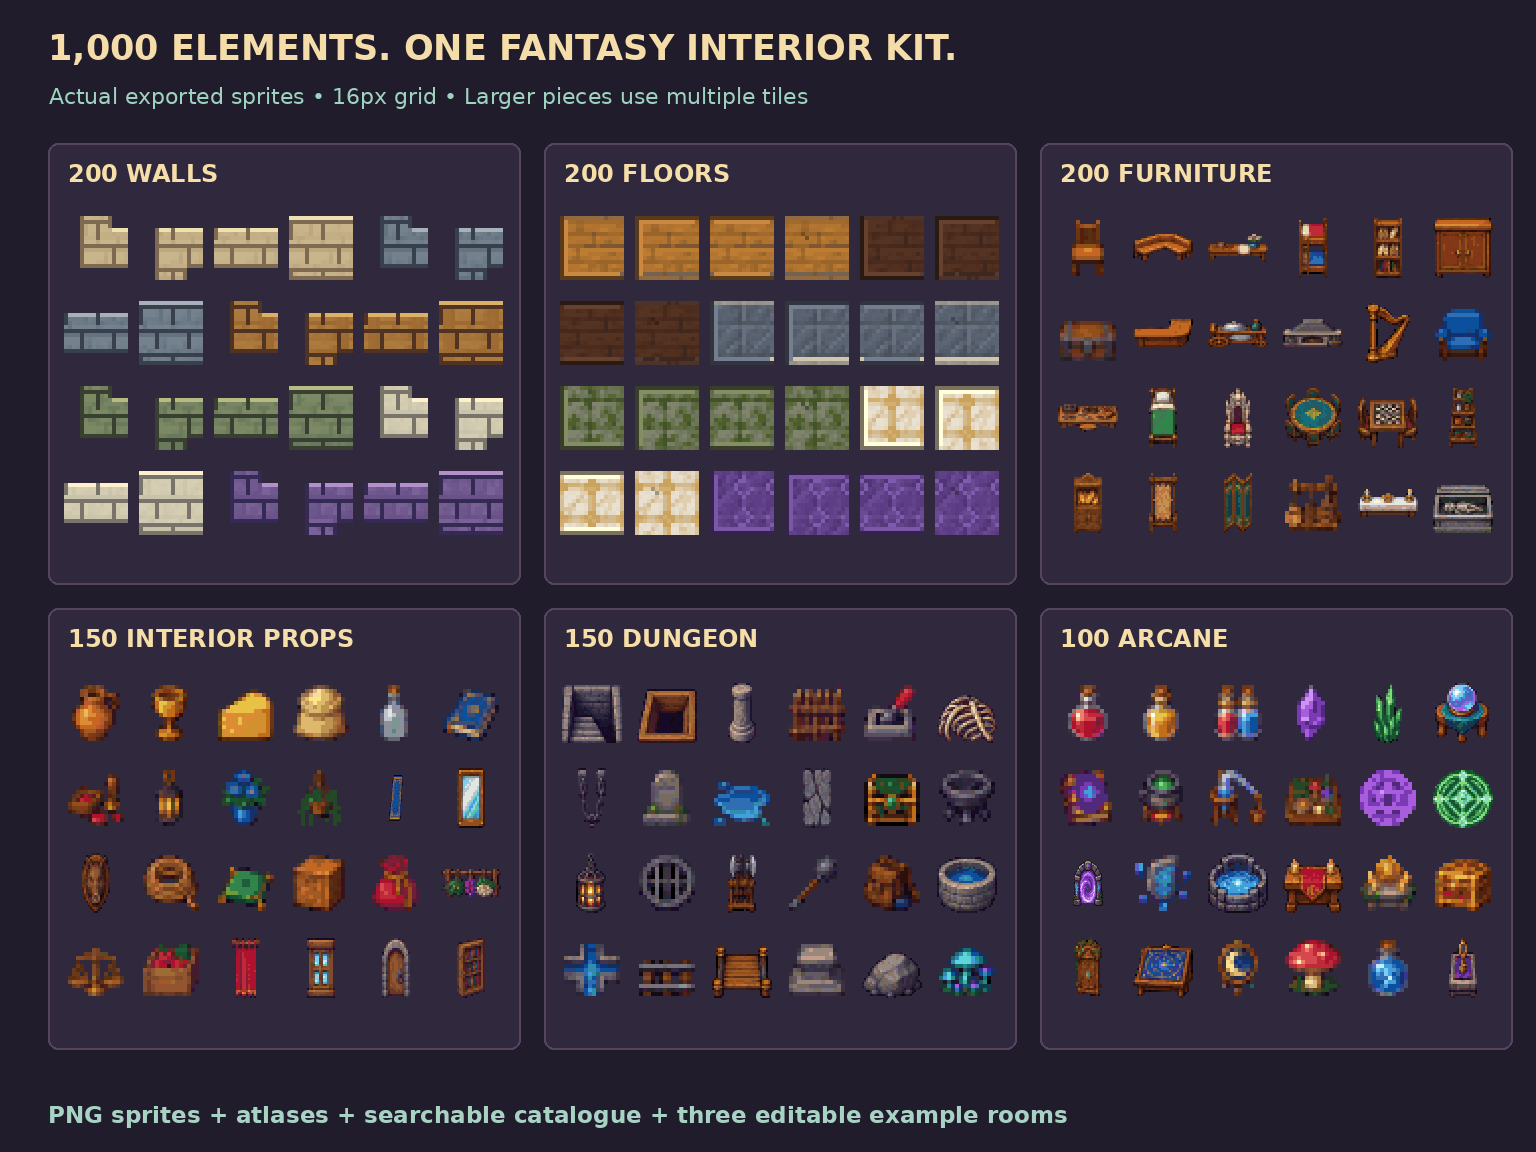 1,000 ELEMENTS. ONE FANTASY INTERIOR KIT.
Actual exported sprites • 16px grid • Larger pieces use multiple tiles
200 WALLS
200 FLOORS
200 FURNITURE
150 INTERIOR PROPS
150 DUNGEON
100 ARCANE
PNG sprites + atlases + searchable catalogue + three editable example rooms